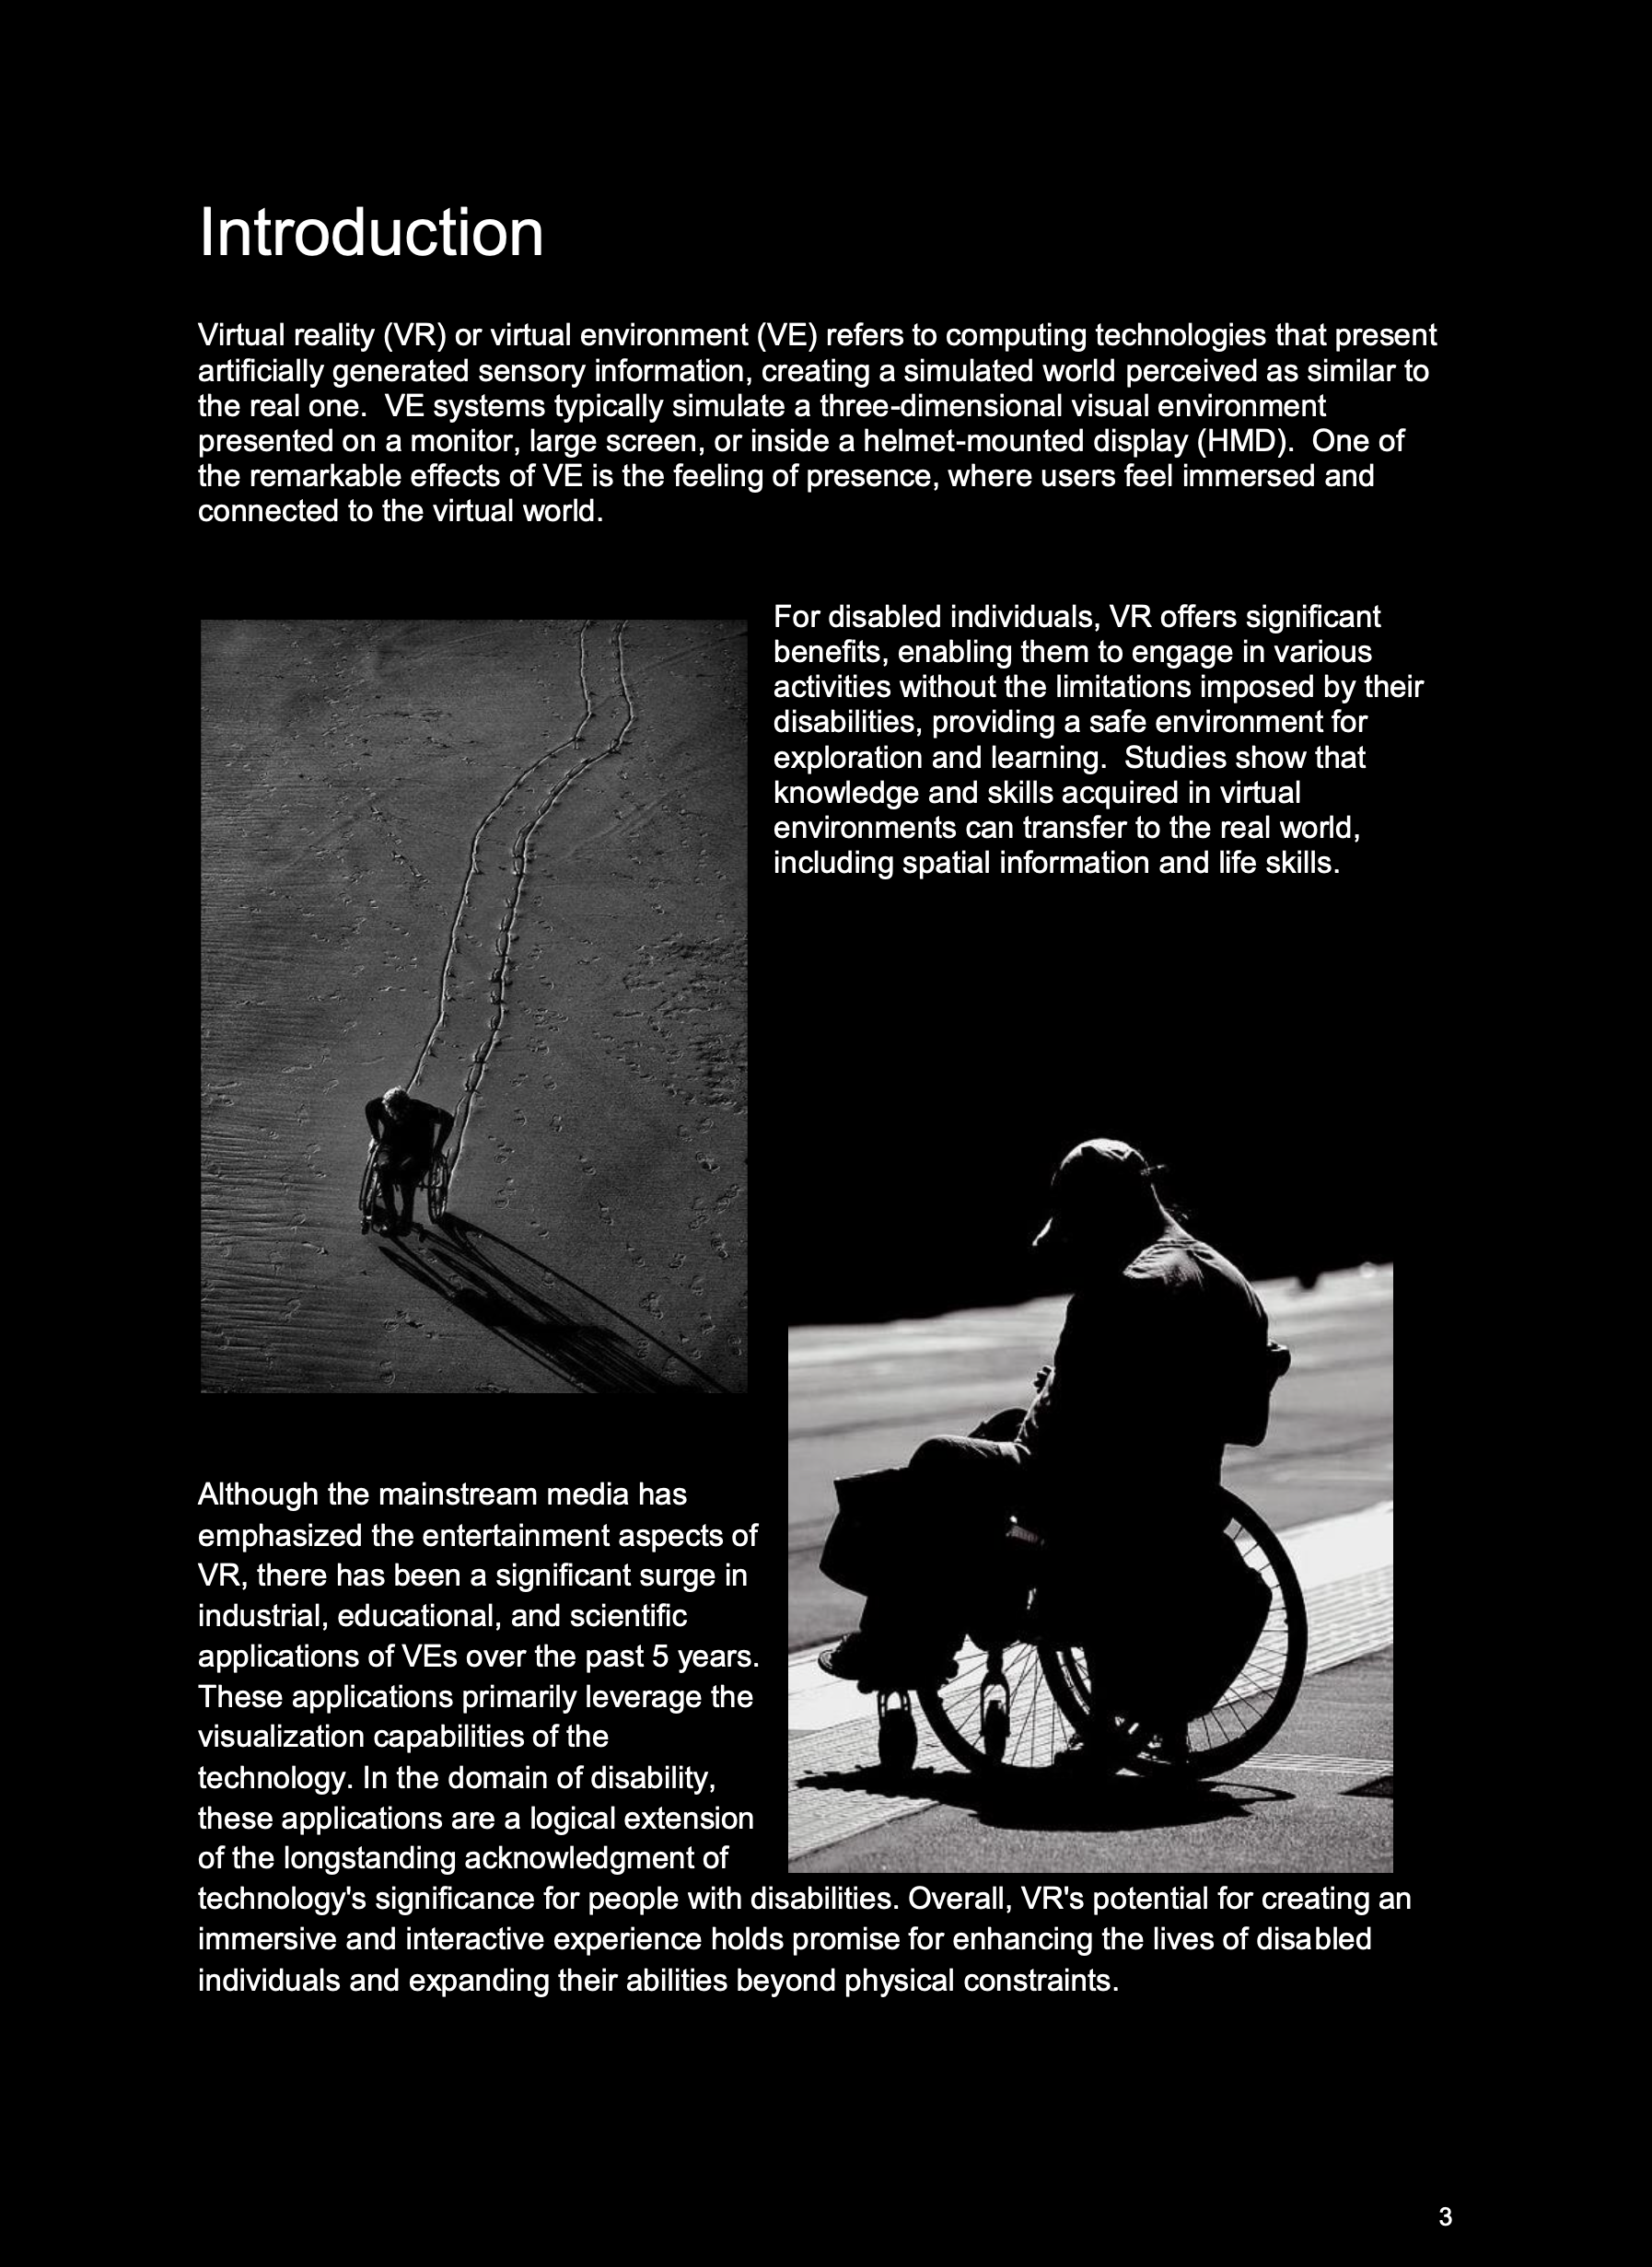 Introduction
Virtual reality (VR) or virtual environment (VE) refers to computing technologies that present
artificially generated sensory information, creating a simulated world perceived as similar to
the real one.  VE systems typically simulate a three-dimensional visual environment
presented on a monitor, large screen, or inside a helmet-mounted display (HMD).  One of
the remarkable effects of VE is the feeling of presence, where users feel immersed and
connected to the virtual world.
For disabled individuals, VR offers significant
benefits, enabling them to engage in various
activities without the limitations imposed by their
disabilities, providing a safe environment for
exploration and learning.  Studies show that
knowledge and skills acquired in virtual
environments can transfer to the real world,
including spatial information and life skills.
Although the mainstream media has
emphasized the entertainment aspects of
VR, there has been a significant surge in
industrial, educational, and scientific
applications of VEs over the past 5 years.
These applications primarily leverage the
visualization capabilities of the
technology. In the domain of disability,
these applications are a logical extension
of the longstanding acknowledgment of
technology's significance for people with disabilities. Overall, VR's potential for creating an
immersive and interactive experience holds promise for enhancing the lives of disabled
individuals and expanding their abilities beyond physical constraints.
3